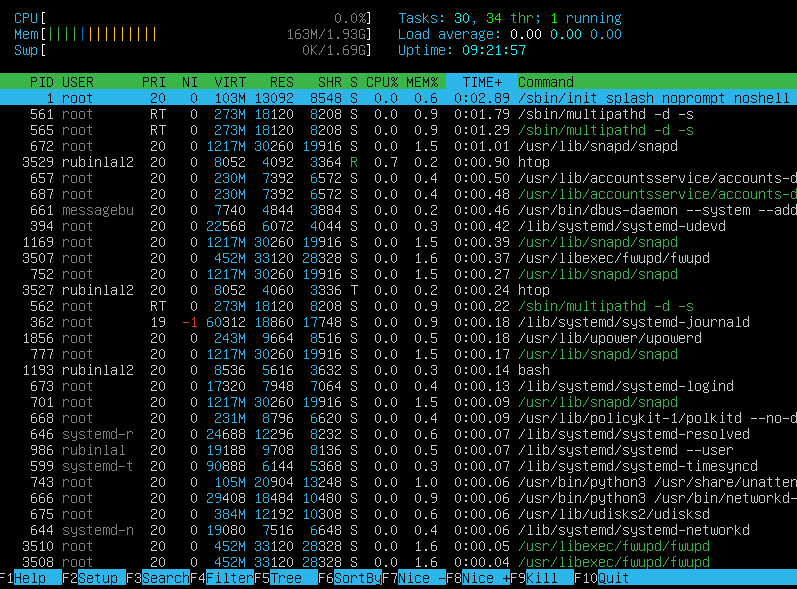 CPU[ 0.0%] Tasks: 30, 34 thr; 1 running
Mem[|||||||||||||||| 163M/1.93G] Load average: 0.00 0.00 0.00
Swp[ 0K/1.69G] Uptime: 09:21:57
PID USER PRI NI VIRT RES SHR S CPU% MEM% TIME+ Command
1 root 20 0 103M 13092 8548 S 0.0 0.6 0:02.89 /sbin/init splash noprompt noshell
561 root RT 0 273M 18120 8208 S 0.0 0.9 0:01.79 /sbin/multipathd -d -s
565 root RT 0 273M 18120 8208 S 0.0 0.9 0:01.29 /sbin/multipathd -d -s
672 root 20 0 1217M 30260 19916 S 0.0 1.5 0:01.01 /usr/lib/snapd/snapd
3529 rubinlal2 20 0 8052 4092 3364 R 0.7 0.2 0:00.90 htop
657 root 20 0 230M 7392 6572 S 0.0 0.4 0:00.50 /usr/lib/accountsservice/accounts-d
687 root 20 0 230M 7392 6572 S 0.0 0.4 0:00.48 /usr/lib/accountsservice/accounts-d
661 messagebu 20 0 7740 4844 3884 S 0.0 0.2 0:00.46 /usr/bin/dbus-daemon --system --add
394 root 20 0 22568 6072 4044 S 0.0 0.3 0:00.42 /lib/systemd/systemd-udevd
1169 root 20 0 1217M 30260 19916 S 0.0 1.5 0:00.39 /usr/lib/snapd/snapd
3507 root 20 0 452M 33120 28328 S 0.0 1.6 0:00.37 /usr/libexec/fwupd/fwupd
752 root 20 0 1217M 30260 19916 S 0.0 1.5 0:00.27 /usr/lib/snapd/snapd
3527 rubinlal2 20 0 8052 4060 3336 T 0.0 0.2 0:00.24 htop
562 root RT 0 273M 18120 8208 S 0.0 0.9 0:00.22 /sbin/multipathd -d -s
362 root 19 -1 60312 18860 17748 S 0.0 0.9 0:00.18 /lib/systemd/systemd-journald
1856 root 20 0 243M 9664 8516 S 0.0 0.5 0:00.18 /usr/lib/upower/upowerd
777 root 20 0 1217M 30260 19916 S 0.0 1.5 0:00.17 /usr/lib/snapd/snapd
1193 rubinlal2 20 0 8536 5616 3632 S 0.0 0.3 0:00.14 bash
673 root 20 0 17320 7948 7064 S 0.0 0.4 0:00.13 /lib/systemd/systemd-logind
701 root 20 0 1217M 30260 19916 S 0.0 1.5 0:00.09 /usr/lib/snapd/snapd
668 root 20 0 231M 8796 6620 S 0.0 0.4 0:00.09 /usr/lib/policykit-1/polkitd --no-d
646 systemd-r 20 0 24688 12296 8232 S 0.0 0.6 0:00.07 /lib/systemd/systemd-resolved
986 rubinlal 20 0 19188 9708 8136 S 0.0 0.5 0:00.07 /lib/systemd/systemd --user
599 systemd-t 20 0 90888 6144 5368 S 0.0 0.3 0:00.07 /lib/systemd/systemd-timesyncd
743 root 20 0 105M 20904 13248 S 0.0 1.0 0:00.06 /usr/bin/python3 /usr/share/unatten
666 root 20 0 29408 18484 10480 S 0.0 0.9 0:00.06 /usr/bin/python3 /usr/bin/networkd-
675 root 20 0 384M 12192 10308 S 0.0 0.6 0:00.06 /usr/lib/udisks2/udisksd
644 systemd-n 20 0 19080 7516 6648 S 0.0 0.4 0:00.06 /lib/systemd/systemd-networkd
3510 root 20 0 452M 33120 28328 S 0.0 1.6 0:00.05 /usr/libexec/fwupd/fwupd
3508 root 20 0 452M 33120 28328 S 0.0 1.6 0:00.04 /usr/libexec/fwupd/fwupd
F1Help F2Setup F3SearchF4FilterF5Tree F6SortByF7Nice -F8Nice +F9Kill F10Quit